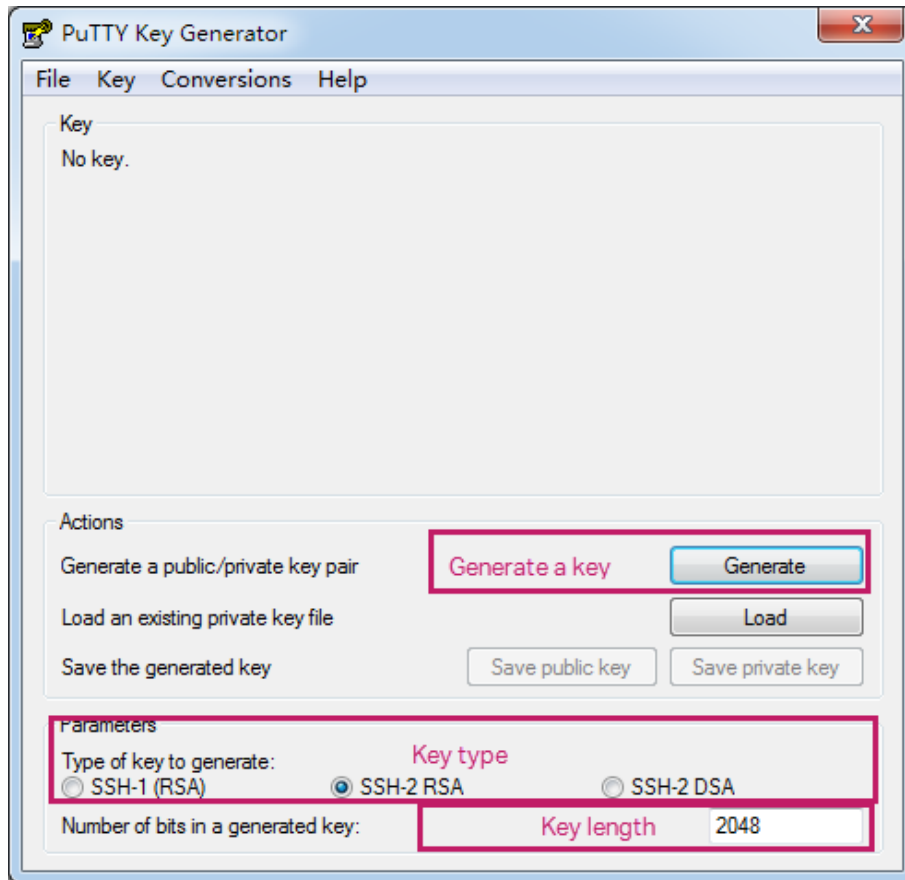 PuTTY Key Generator
File Key Conversions Help
Key
No key.
Actions
Generate a public/private key pair Generate a key Generate
Load an existing private key file Load
Save the generated key Save public key Save private key
Parameters
Type of key to generate: Key type
SSH-1 (RSA) SSH-2 RSA SSH-2 DSA
Number of bits in a generated key: Key length 2048